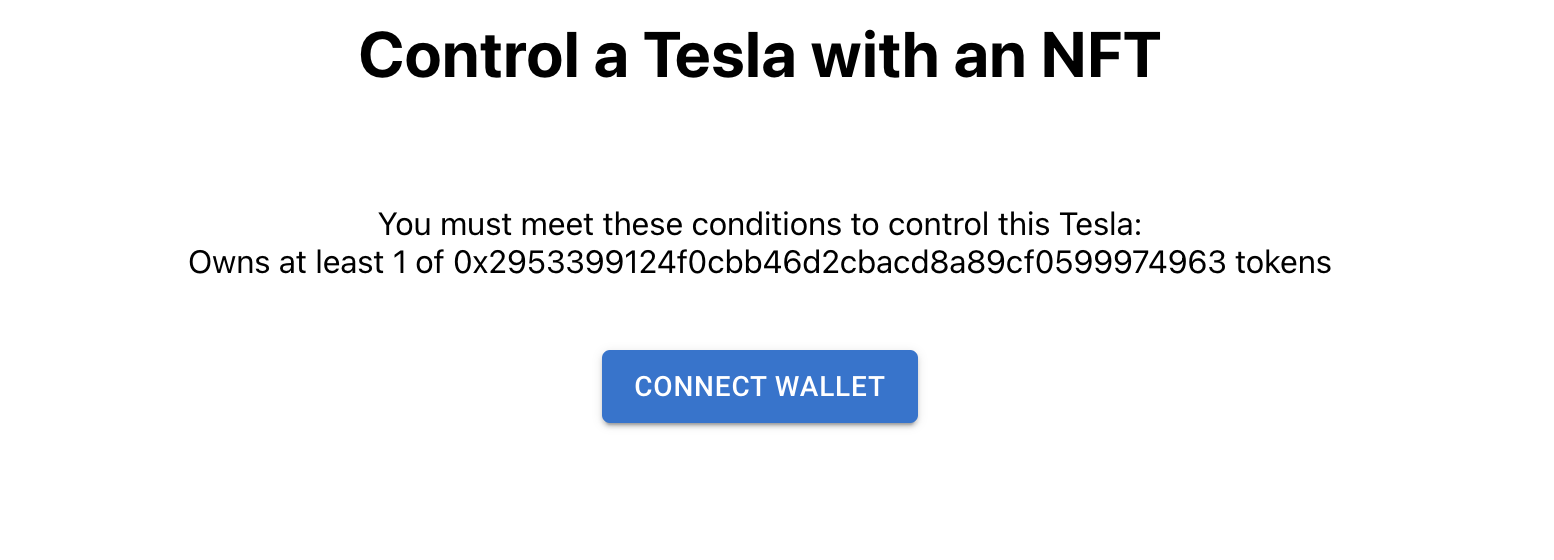 Control a Tesla with an NFT
You must meet these conditions to control this Tesla:
Owns at least 1 of 0x2953399124f0cbb46d2cbacd8a89cf0599974963 tokens
CONNECT WALLET